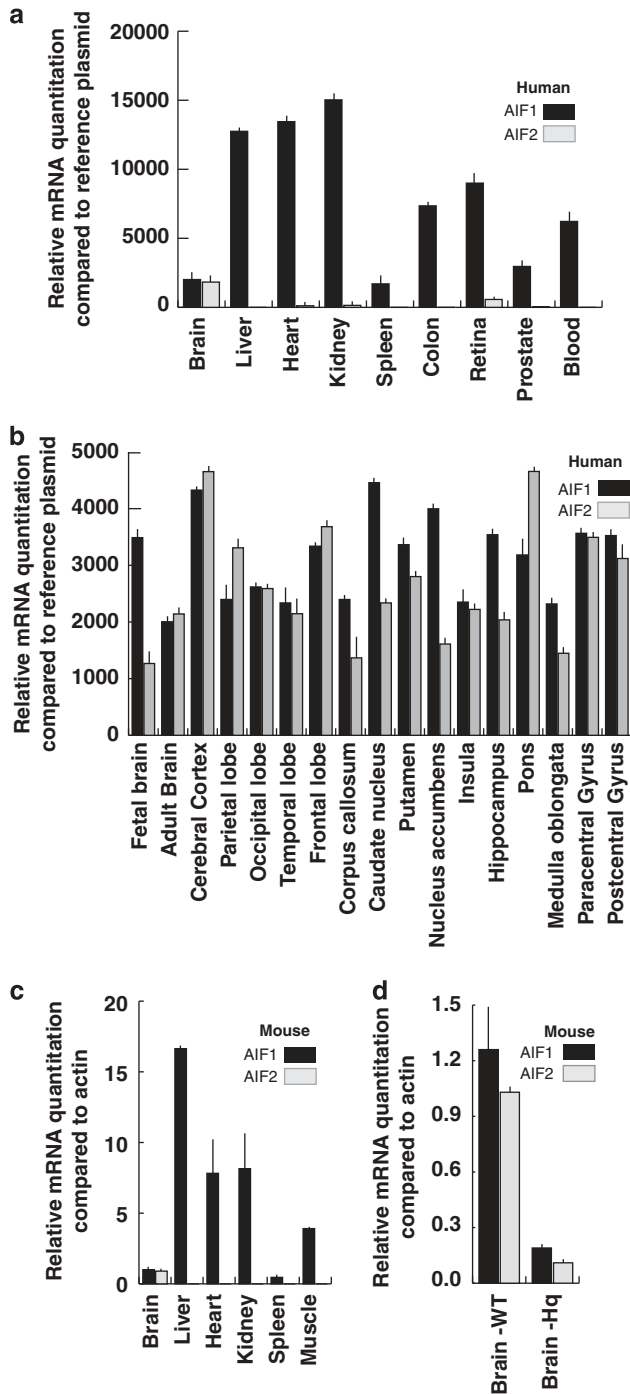 a
Relative mRNA quantitation
compared to reference plasmid
20000
15000
10000
5000
0
Human
AIF1
AIF2
Brain
Liver
Heart
Kidney
Spleen
Colon
Retina
Prostate
Blood
b
Relative mRNA quantitation
compared to reference plasmid
5000
4000
3000
2000
1000
0
Human
AIF1
AIF2
Fetal brain
Adult Brain
Cerebral Cortex
Parietal lobe
Occipital lobe
Temporal lobe
Frontal lobe
Corpus callosum
Caudate nucleus
Putamen
Nucleus accumbens
Insula
Hippocampus
Pons
Medulla oblongata
Paracentral Gyrus
Postcentral Gyrus
c
Relative mRNA quantitation
compared to actin
20
15
10
5
0
Mouse
AIF1
AIF2
Brain
Liver
Heart
Kidney
Spleen
Muscle
d
Relative mRNA quantitation
compared to actin
1.5
1.2
0.9
0.6
0.3
0.0
Mouse
AIF1
AIF2
Brain -WT
Brain -Hq